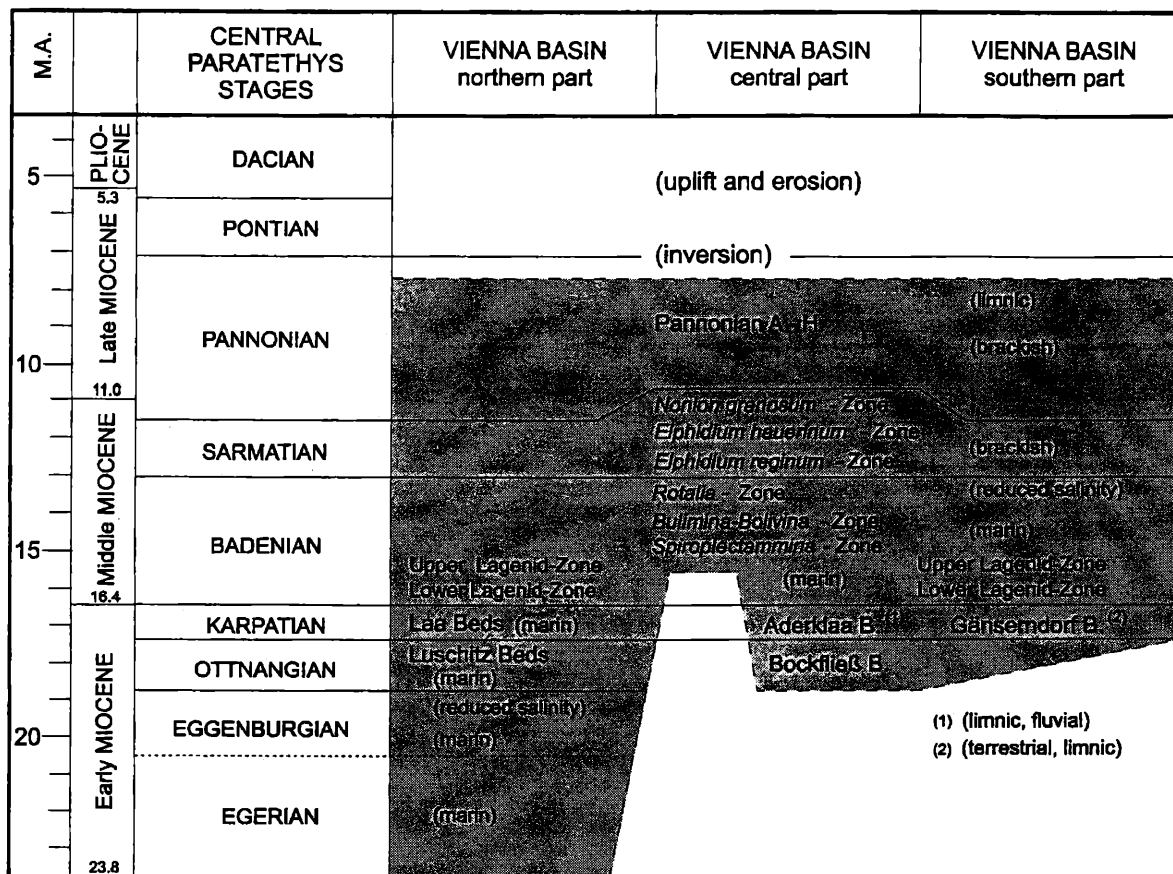 M.A.
CENTRAL
PARATETHYS
STAGES
VIENNA BASIN
northern part
VIENNA BASIN
central part
VIENNA BASIN
southern part
5
10
15
20
PLIO-
CENE
5.3
Late MIOCENE
11.0
Middle MIOCENE
16.4
Early MIOCENE
23.8
DACIAN
PONTIAN
PANNONIAN
SARMATIAN
BADENIAN
KARPATIAN
OTTNANGIAN
EGGENBURGIAN
EGERIAN
(uplift and erosion)
(inversion)
Upper Lagenid-Zone
Lower Lagenid-Zone
Laa Beds (marin)
Luschitz Beds
(marin)
(reduced salinity)
(marin)
(marin)
Pannonian A - H
Nonion granosum - Zone
Elphidium hauerinum - Zone
Elphidium reginum - Zone
Rotalia - Zone
Bulimina-Bolivina - Zone
Spiroplectammina - Zone
(marin)
Aderklaa B.
Bockfließ B.
(limnic)
(brackish)
(brackish)
(reduced salinity)
(marin)
Upper Lagenid-Zone
Lower Lagenid-Zone
Gänserndorf B. (2)
(1) (limnic, fluvial)
(2) (terrestrial, limnic)